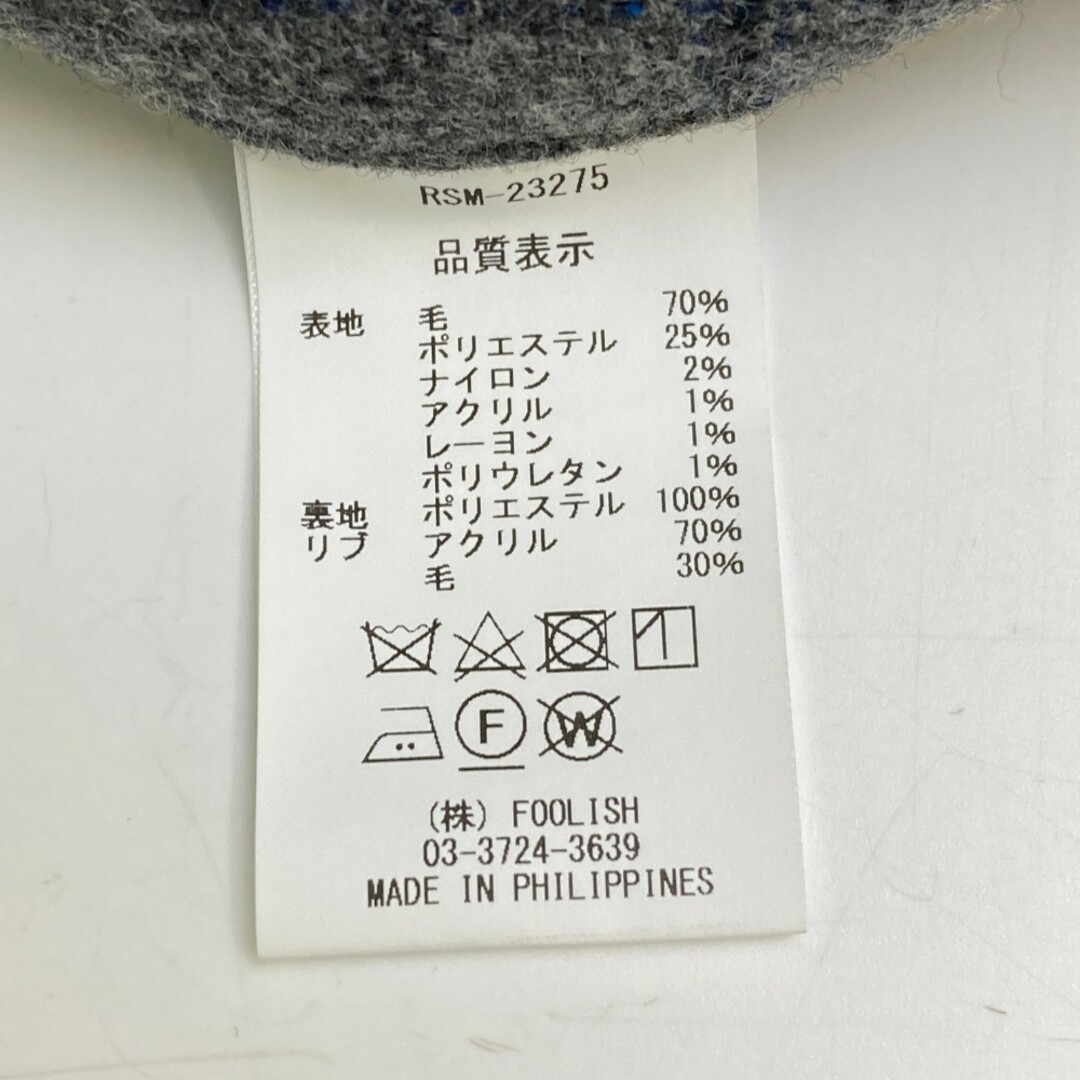 RSM-23275
品質表示
表地 毛 70%
ポリエステル 25%
ナイロン 2%
アクリル 1%
レーヨン 1%
ポリウレタン 1%
裏地 ポリエステル 100%
リブ アクリル 70%
毛 30%
F W
(株) FOOLISH
03-3724-3639
MADE IN PHILIPPINES